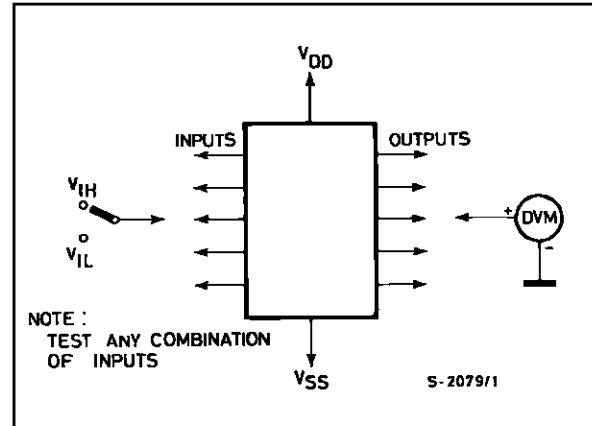 VDD
INPUTS
OUTPUTS
VIH
+
DVM
-
VIL
NOTE :
TEST ANY COMBINATION
OF INPUTS
VSS
S-2079/1